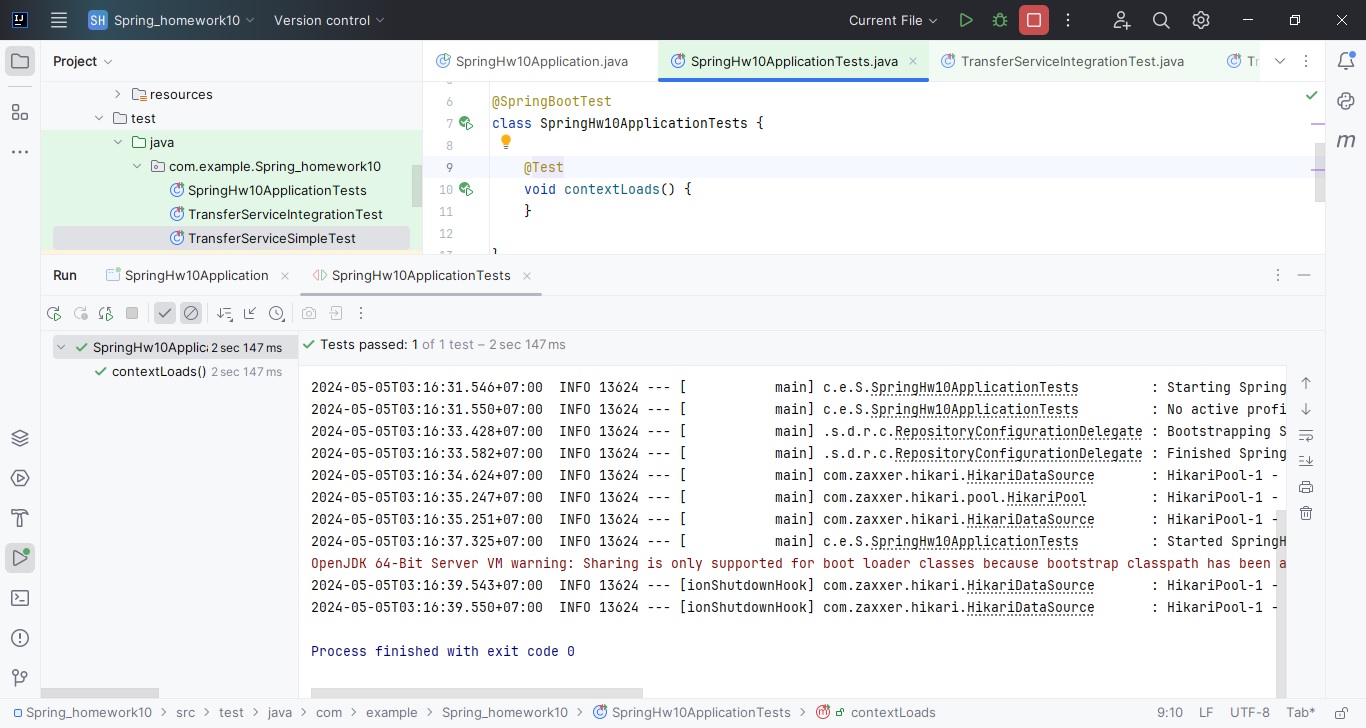 SH Spring_homework10 Version control Current File
Project
SpringHw10Application.java SpringHw10ApplicationTests.java TransferServiceIntegrationTest.java
resources
test
java
com.example.Spring_homework10
SpringHw10ApplicationTests
TransferServiceIntegrationTest
TransferServiceSimpleTest
6 @SpringBootTest
7 class SpringHw10ApplicationTests {
8
9 @Test
10 void contextLoads() {
11 }
12
Run SpringHw10Application SpringHw10ApplicationTests
SpringHw10Applic 2 sec 147 ms
contextLoads() 2 sec 147 ms
Tests passed: 1 of 1 test – 2 sec 147 ms
2024-05-05T03:16:31.546+07:00 INFO 13624 --- [ main] c.e.S.SpringHw10ApplicationTests : Starting Spring
2024-05-05T03:16:31.550+07:00 INFO 13624 --- [ main] c.e.S.SpringHw10ApplicationTests : No active profi
2024-05-05T03:16:33.428+07:00 INFO 13624 --- [ main] .s.d.r.c.RepositoryConfigurationDelegate : Bootstrapping S
2024-05-05T03:16:33.582+07:00 INFO 13624 --- [ main] .s.d.r.c.RepositoryConfigurationDelegate : Finished Spring
2024-05-05T03:16:34.624+07:00 INFO 13624 --- [ main] com.zaxxer.hikari.HikariDataSource : HikariPool-1 -
2024-05-05T03:16:35.247+07:00 INFO 13624 --- [ main] com.zaxxer.hikari.pool.HikariPool : HikariPool-1 -
2024-05-05T03:16:35.251+07:00 INFO 13624 --- [ main] com.zaxxer.hikari.HikariDataSource : HikariPool-1 -
2024-05-05T03:16:37.325+07:00 INFO 13624 --- [ main] c.e.S.SpringHw10ApplicationTests : Started SpringH
OpenJDK 64-Bit Server VM warning: Sharing is only supported for boot loader classes because bootstrap classpath has been a
2024-05-05T03:16:39.543+07:00 INFO 13624 --- [ionShutdownHook] com.zaxxer.hikari.HikariDataSource : HikariPool-1 -
2024-05-05T03:16:39.550+07:00 INFO 13624 --- [ionShutdownHook] com.zaxxer.hikari.HikariDataSource : HikariPool-1 -
Process finished with exit code 0
Spring_homework10 > src > test > java > com > example > Spring_homework10 > SpringHw10ApplicationTests > contextLoads 9:10 LF UTF-8 Tab*